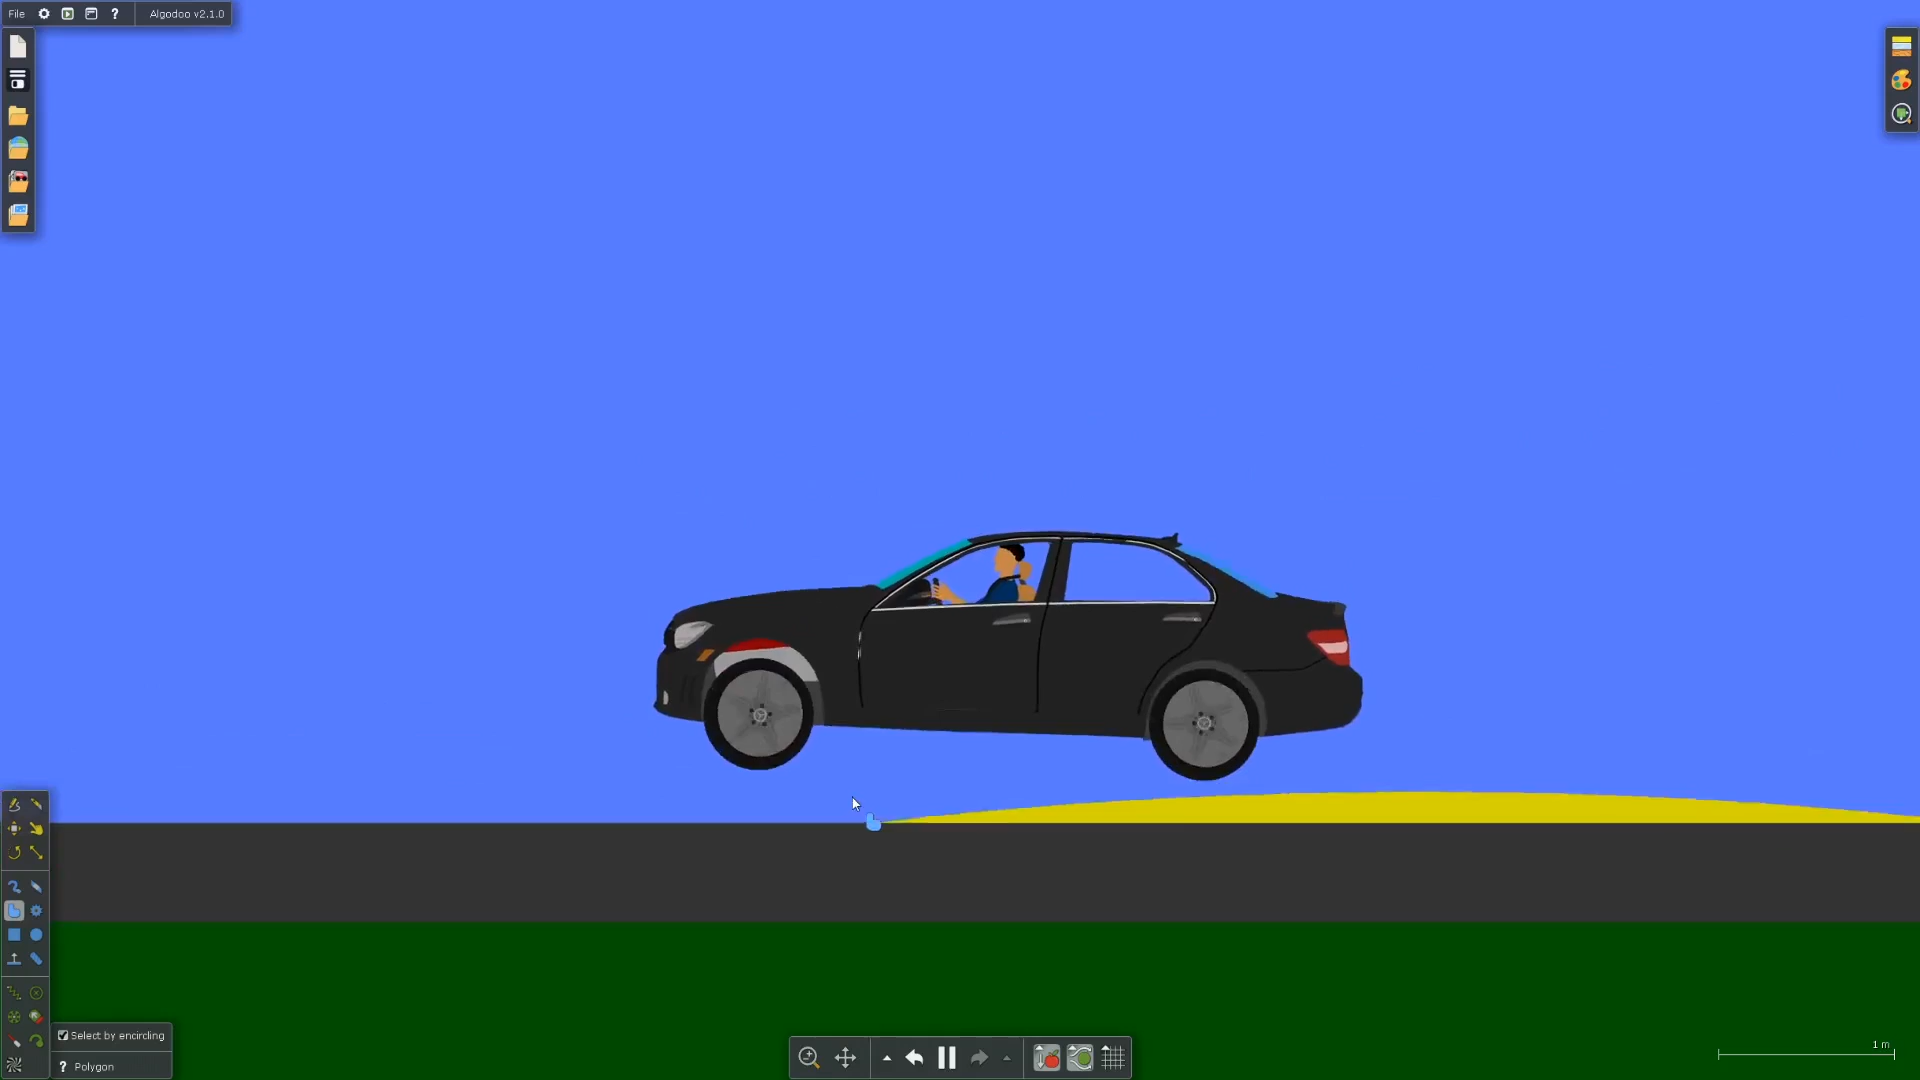 File ? Algodoo v2.1.0
Select by encircling
? Polygon
1 m